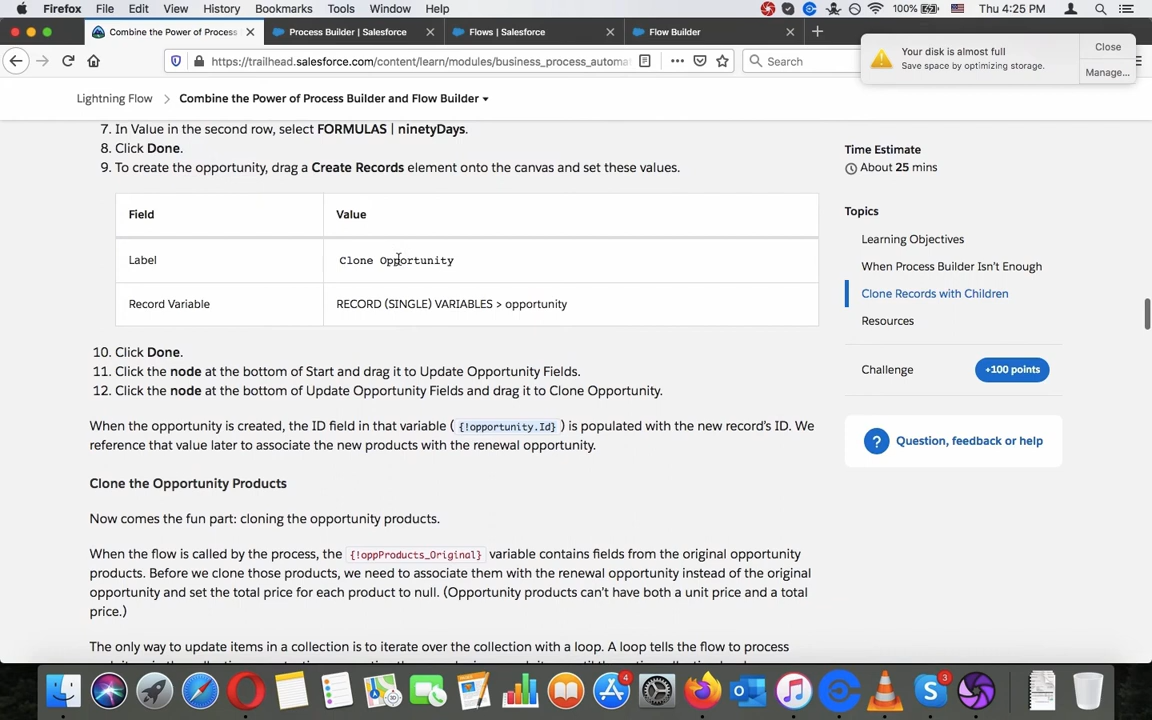 Firefox File Edit View History Bookmarks Tools Window Help 100% Thu 4:25 PM
Combine the Power of Process
Process Builder | Salesforce
Flows | Salesforce
Flow Builder
Your disk is almost full
Save space by optimizing storage.
Close
Manage...
https://trailhead.salesforce.com/content/learn/modules/business_process_automa
Search
Lightning Flow
Combine the Power of Process Builder and Flow Builder
7. In Value in the second row, select FORMULAS | ninetyDays.
8. Click Done.
9. To create the opportunity, drag a Create Records element onto the canvas and set these values.
Field Value
Label Clone Opportunity
Record Variable RECORD (SINGLE) VARIABLES > opportunity
10. Click Done.
11. Click the node at the bottom of Start and drag it to Update Opportunity Fields.
12. Click the node at the bottom of Update Opportunity Fields and drag it to Clone Opportunity.
When the opportunity is created, the ID field in that variable ( {!opportunity.Id} ) is populated with the new record's ID. We
reference that value later to associate the new products with the renewal opportunity.
Clone the Opportunity Products
Now comes the fun part: cloning the opportunity products.
When the flow is called by the process, the {!oppProducts_Original} variable contains fields from the original opportunity
products. Before we clone those products, we need to associate them with the renewal opportunity instead of the original
opportunity and set the total price for each product to null. (Opportunity products can't have both a unit price and a total
price.)
The only way to update items in a collection is to iterate over the collection with a loop. A loop tells the flow to process
Time Estimate
About 25 mins
Topics
Learning Objectives
When Process Builder Isn't Enough
Clone Records with Children
Resources
Challenge +100 points
? Question, feedback or help
4
3